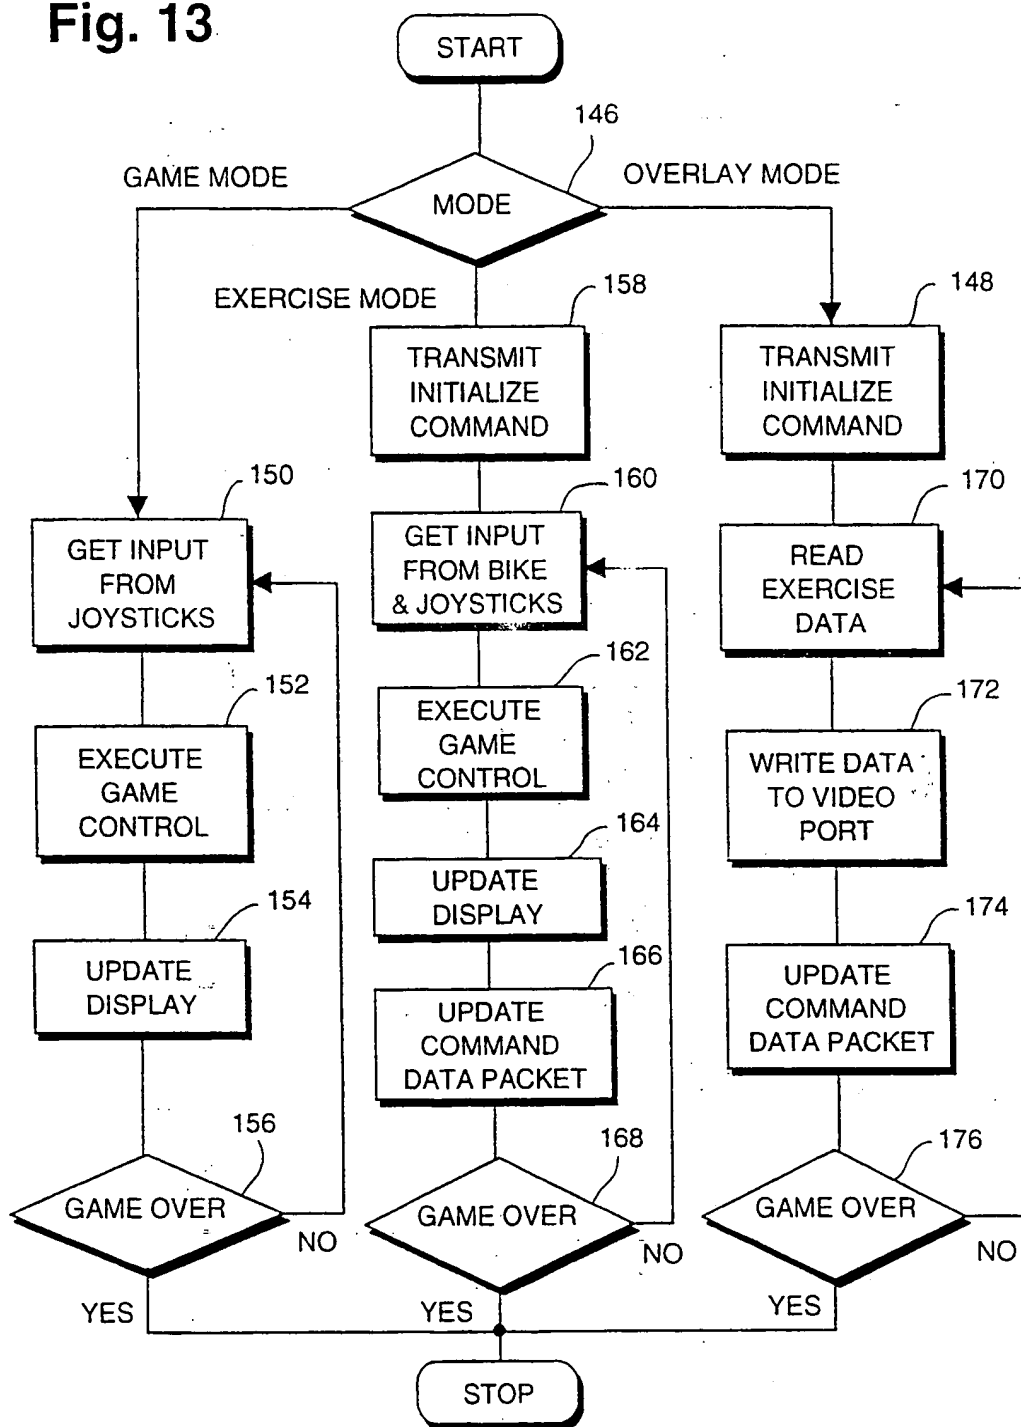 Fig. 13
START
146
GAME MODE
OVERLAY MODE
MODE
EXERCISE MODE
158
148
TRANSMIT
INITIALIZE
COMMAND
TRANSMIT
INITIALIZE
COMMAND
150
160
170
GET INPUT
FROM
JOYSTICKS
GET INPUT
FROM BIKE
& JOYSTICKS
READ
EXERCISE
DATA
152
162
172
EXECUTE
GAME
CONTROL
EXECUTE
GAME
CONTROL
WRITE DATA
TO VIDEO
PORT
154
164
174
UPDATE
DISPLAY
UPDATE
DISPLAY
166
UPDATE
COMMAND
DATA PACKET
UPDATE
COMMAND
DATA PACKET
156
168
176
GAME OVER
GAME OVER
GAME OVER
NO
NO
NO
YES
YES
YES
STOP